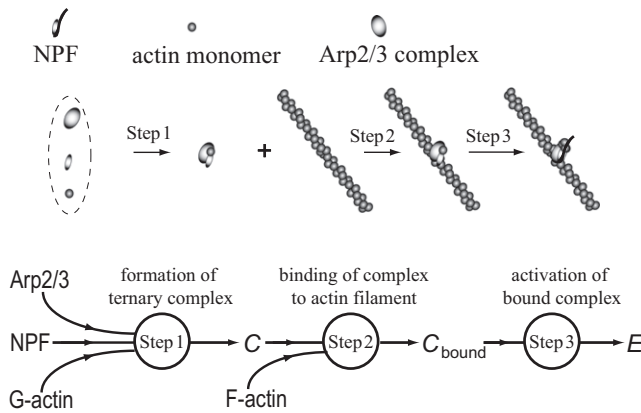 NPF
actin monomer
Arp2/3 complex
Step 1
+
Step 2
Step 3
Arp2/3
NPF
G-actin
formation of
ternary complex
Step 1
C
F-actin
binding of complex
to actin filament
Step 2
Cbound
activation of
bound complex
Step 3
E